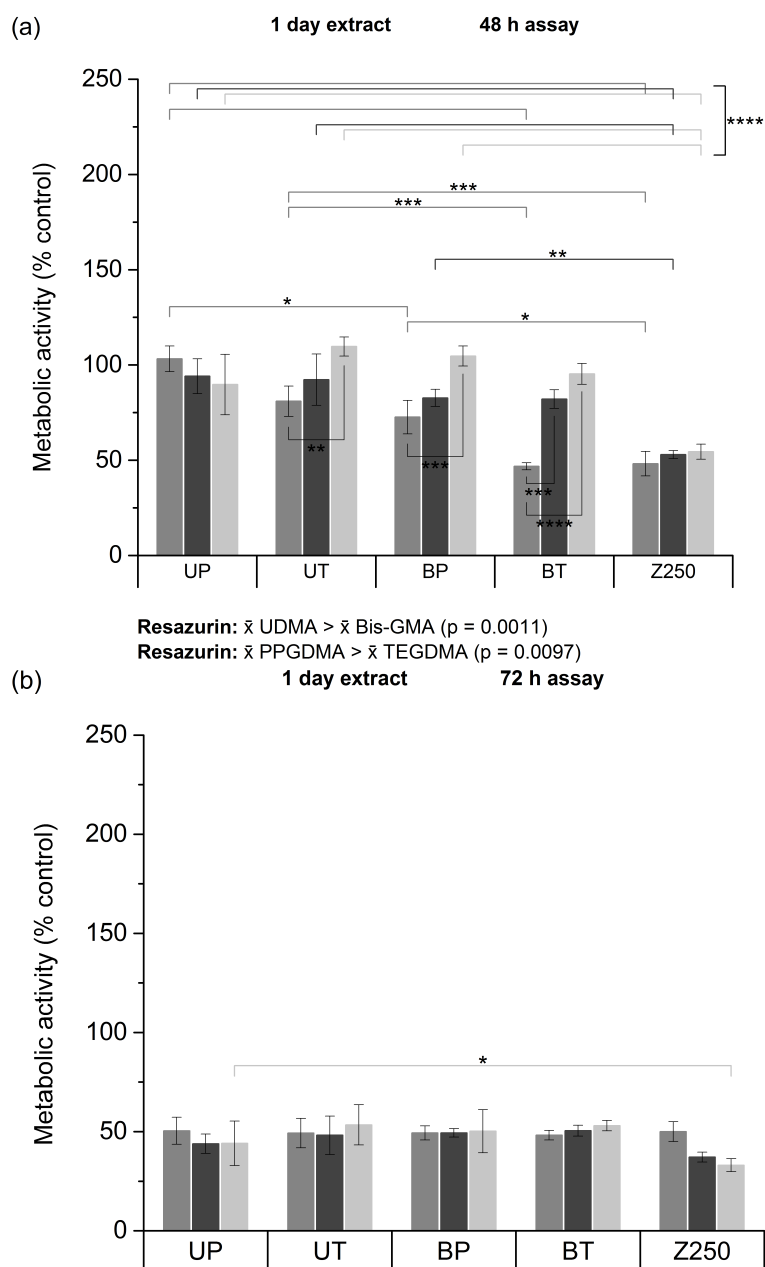 (a) 1 day extract 48 h assay
Metabolic activity (% control)
250
200
150
100
50
0
****
***
***
**
*
*
**
***
***
****
UP UT BP BT Z250
Resazurin: x̄ UDMA > x̄ Bis-GMA (p = 0.0011)
Resazurin: x̄ PPGDMA > x̄ TEGDMA (p = 0.0097)
(b) 1 day extract 72 h assay
Metabolic activity (% control)
250
200
150
100
50
0
*
UP UT BP BT Z250